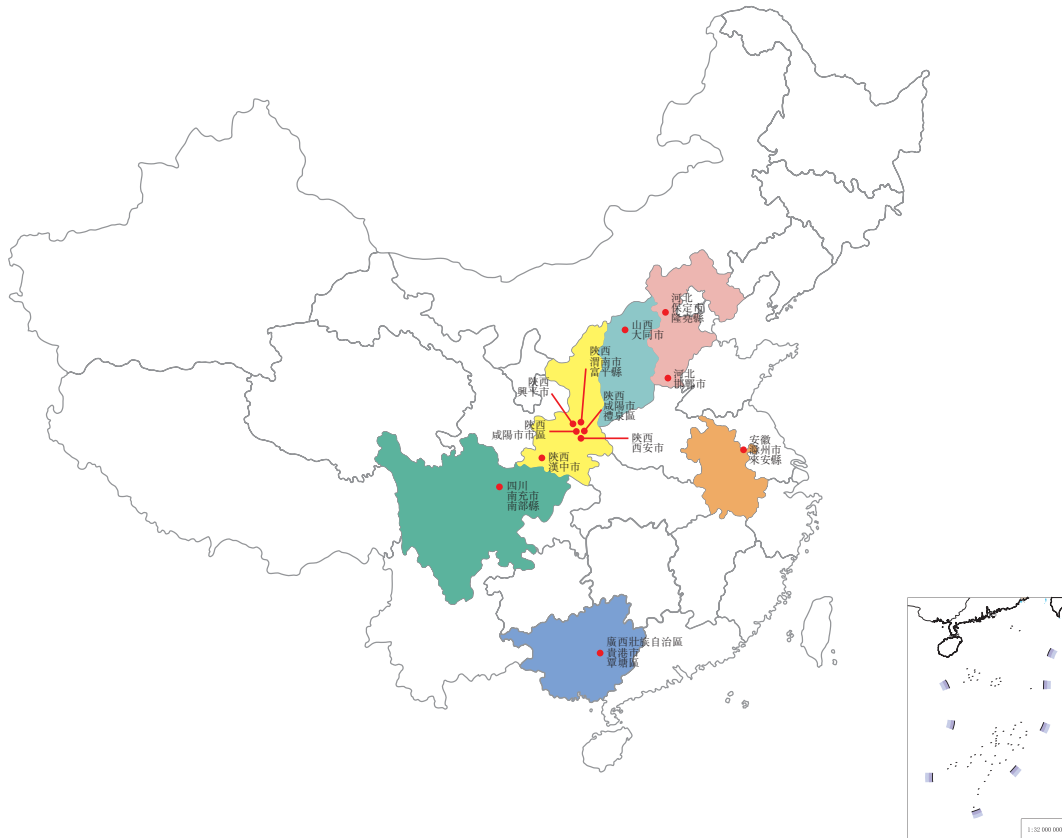 河北
保定市
隆堯縣
山西
大同市
陝西
渭南市
富平縣
河北
邯鄲市
陝西
興平市
陝西
咸陽市
禮泉區
陝西
咸陽市市區
陝西
西安市
安徽
滁州市
來安縣
陝西
漢中市
四川
南充市
南部縣
廣西壯族自治區
貴港市
覃塘區
1:32 000 000